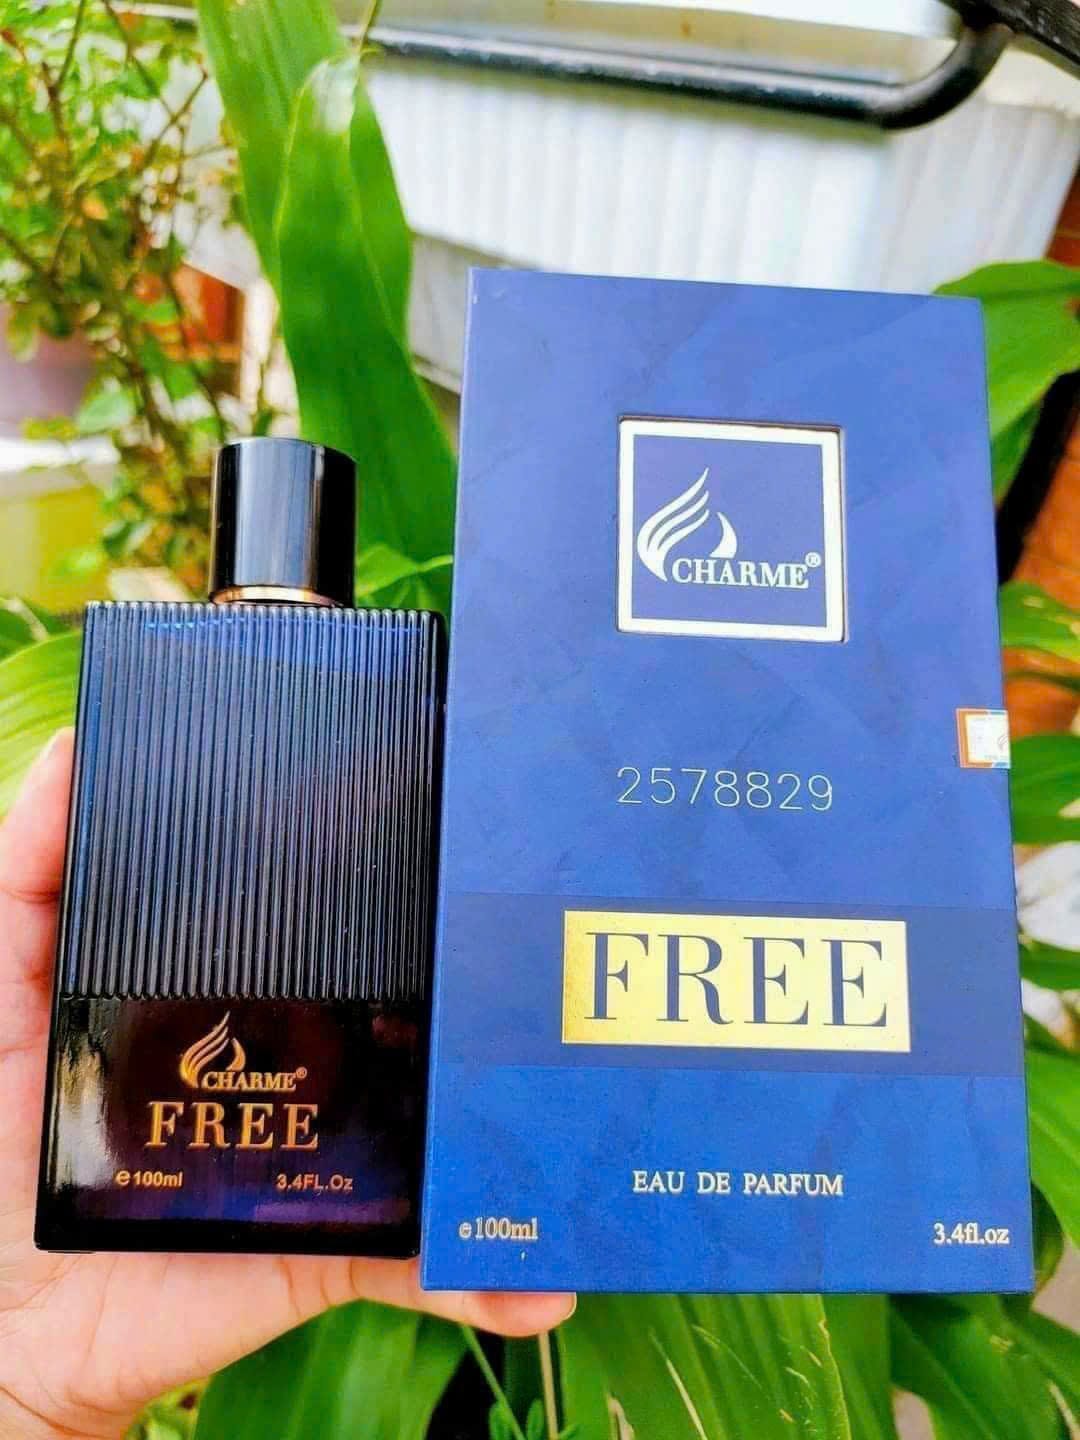 CHARME®
FREE
e100ml 3.4FL.Oz
CHARME®
2578829
FREE
EAU DE PARFUM
e100ml 3.4fl.oz